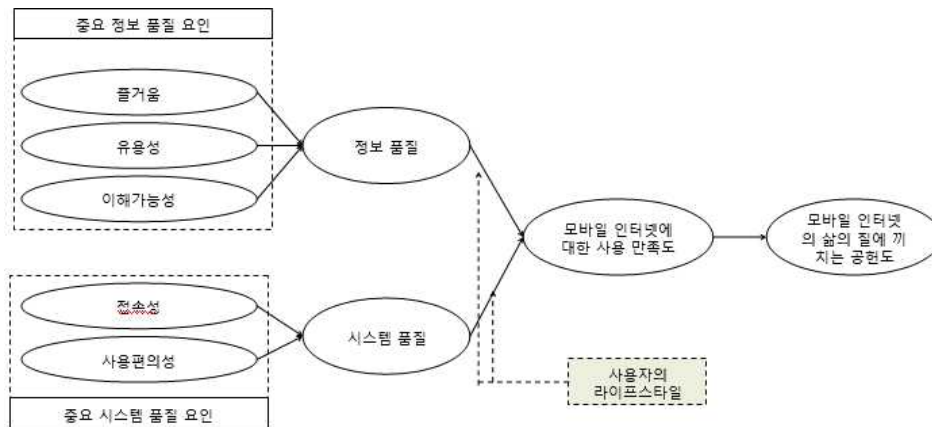 중요 정보 품질 요인
즐거움
유용성
이해가능성
정보 품질
모바일 인터넷에
대한 사용 만족도
모바일 인터넷
의 삶의 질에 끼
치는 공헌도
접속성
사용편의성
시스템 품질
사용자의
라이프스타일
중요 시스템 품질 요인